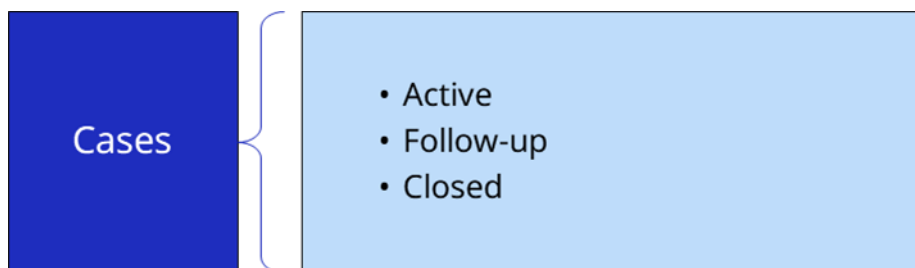 Cases
• Active
• Follow-up
• Closed